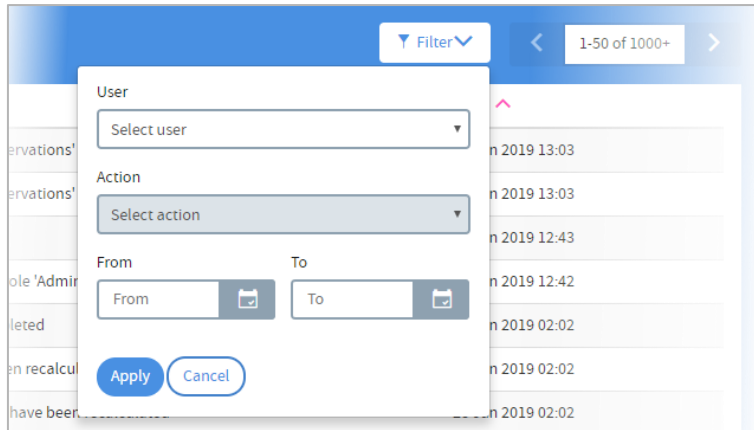 Filter
1-50 of 1000+
User
Select user
ervations' n 2019 13:03
Action
ervations' n 2019 13:03
Select action
n 2019 12:43
From To
ole 'Admin n 2019 12:42
From To
leted n 2019 02:02
en recalcul n 2019 02:02
Apply Cancel
have been recalculated 2019 02:02